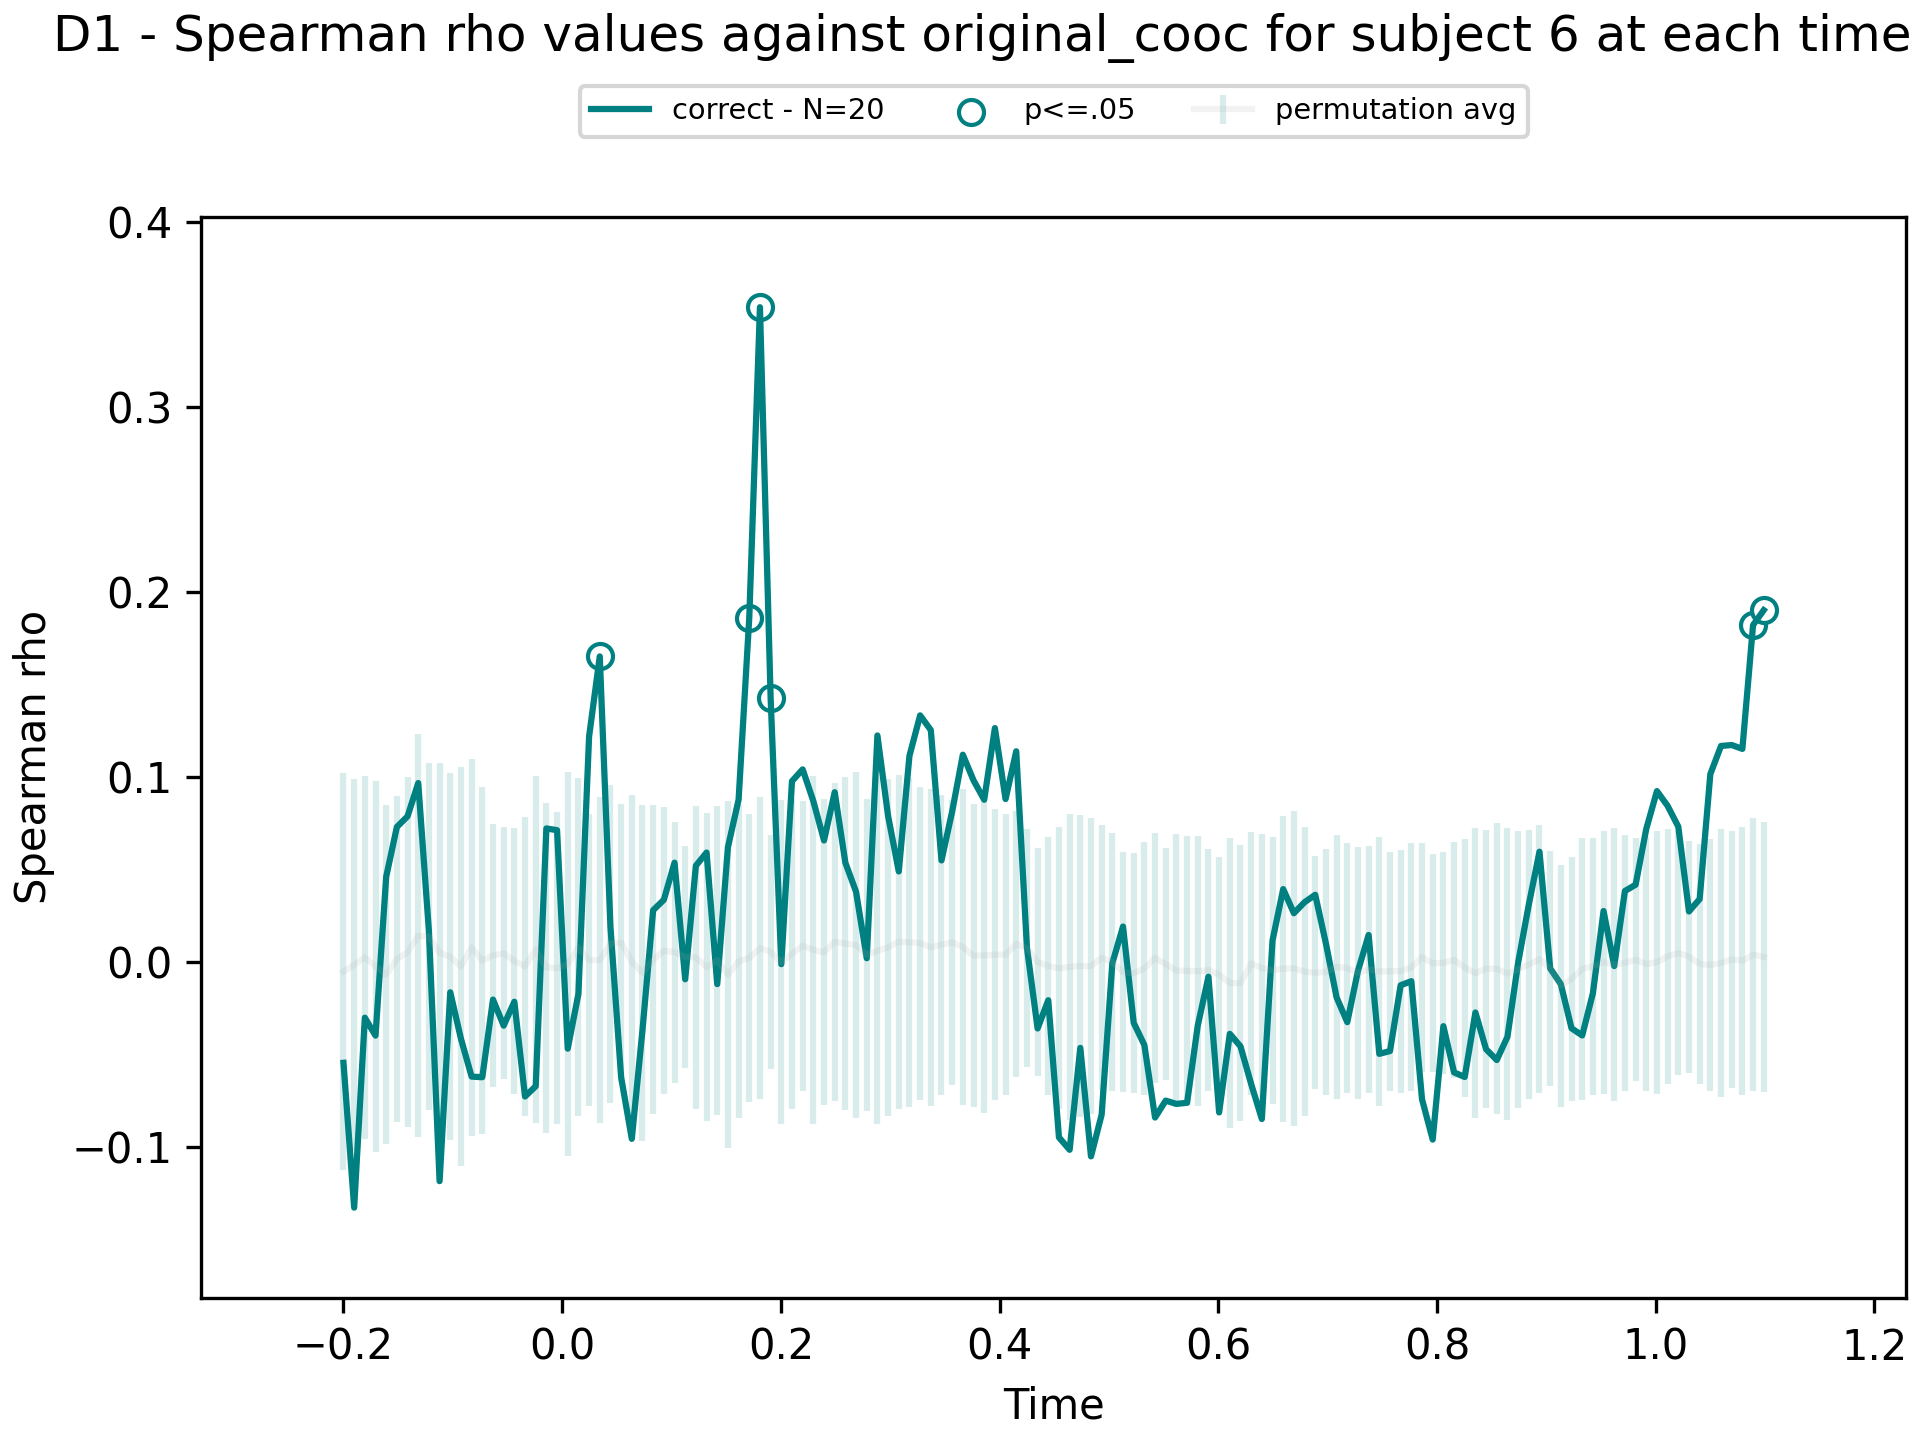 D1 - Spearman rho values against original_cooc for subject 6 at each time
correct - N=20 p<=.05 permutation avg
0.4
0.3
0.2
0.1
0.0
−0.1
Spearman rho
−0.2 0.0 0.2 0.4 0.6 0.8 1.0 1.2
Time